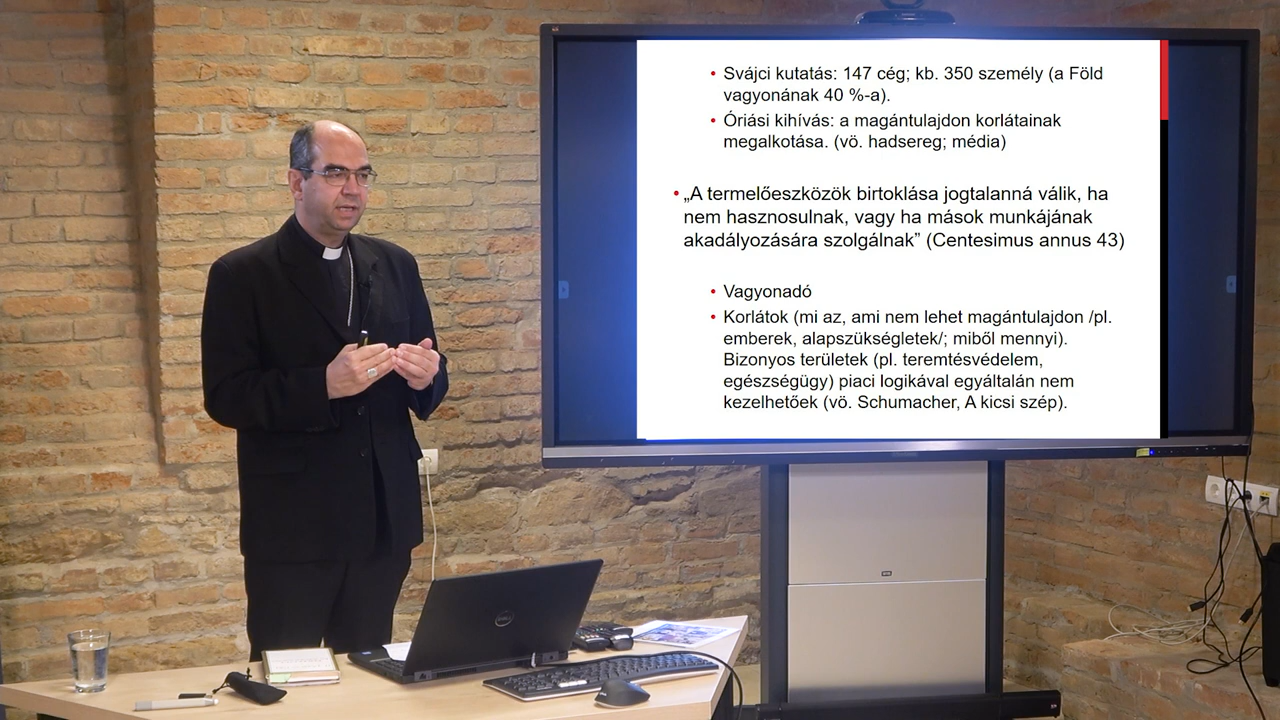 • Svájci kutatás: 147 cég; kb. 350 személy (a Föld
vagyonának 40 %-a).
• Óriási kihívás: a magántulajdon korlátainak
megalkotása. (vö. hadsereg; média)
• „A termelőeszközök birtoklása jogtalanná válik, ha
nem hasznosulnak, vagy ha mások munkájának
akadályozására szolgálnak” (Centesimus annus 43)
• Vagyonadó
• Korlátok (mi az, ami nem lehet magántulajdon /pl.
emberek, alapszükségletek/; miből mennyi).
Bizonyos területek (pl. teremtésvédelem,
egészségügy) piaci logikával egyáltalán nem
kezelhetőek (vö. Schumacher, A kicsi szép).
DELL